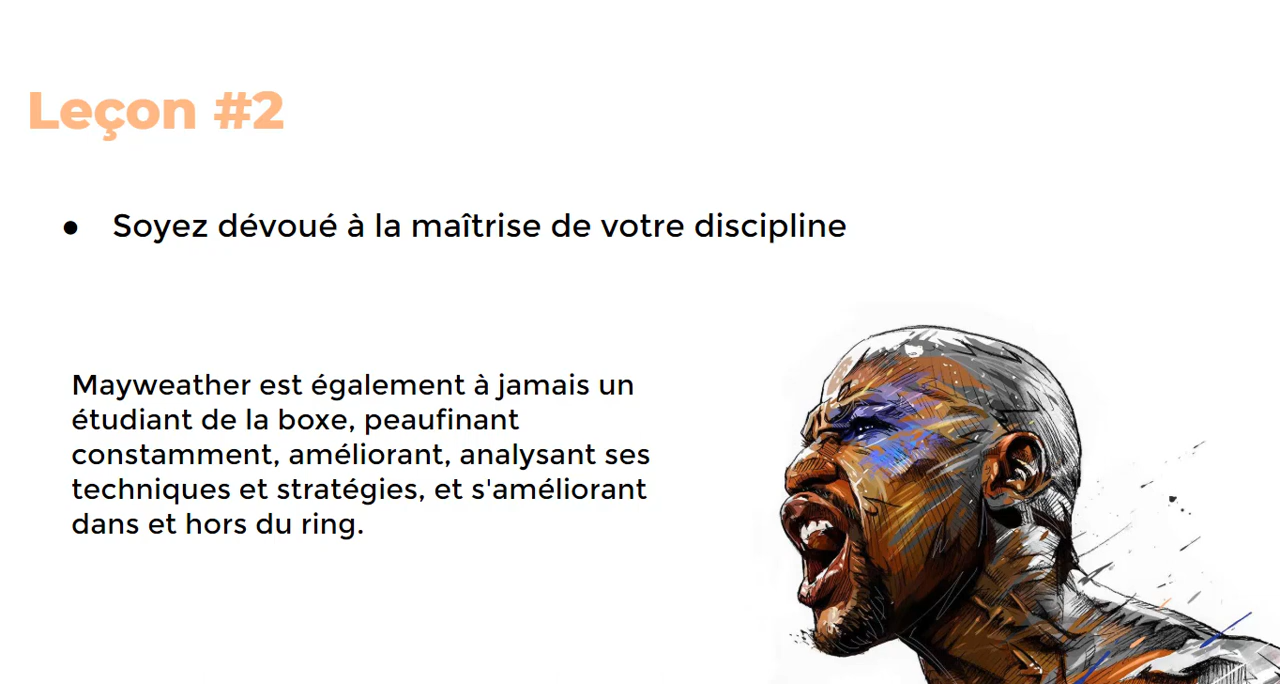 Leçon #2
● Soyez dévoué à la maîtrise de votre discipline
Mayweather est également à jamais un
étudiant de la boxe, peaufinant
constamment, améliorant, analysant ses
techniques et stratégies, et s'améliorant
dans et hors du ring.